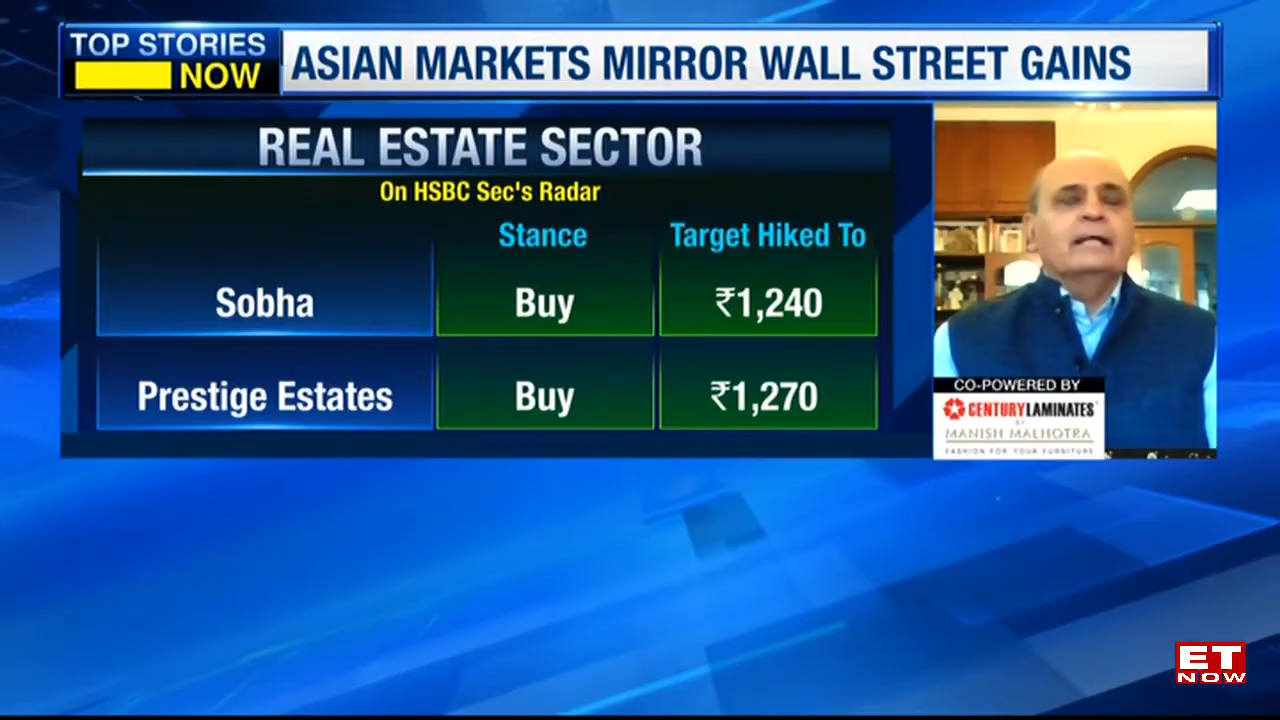 TOP STORIES
NOW
ASIAN MARKETS MIRROR WALL STREET GAINS
REAL ESTATE SECTOR
On HSBC Sec's Radar
Stance
Target Hiked To
Sobha
Buy
₹1,240
Prestige Estates
Buy
₹1,270
CO-POWERED BY
CENTURYLAMINATES
BY
MANISH MALHOTRA
FASHION FOR YOUR FURNITURE
ET
NOW